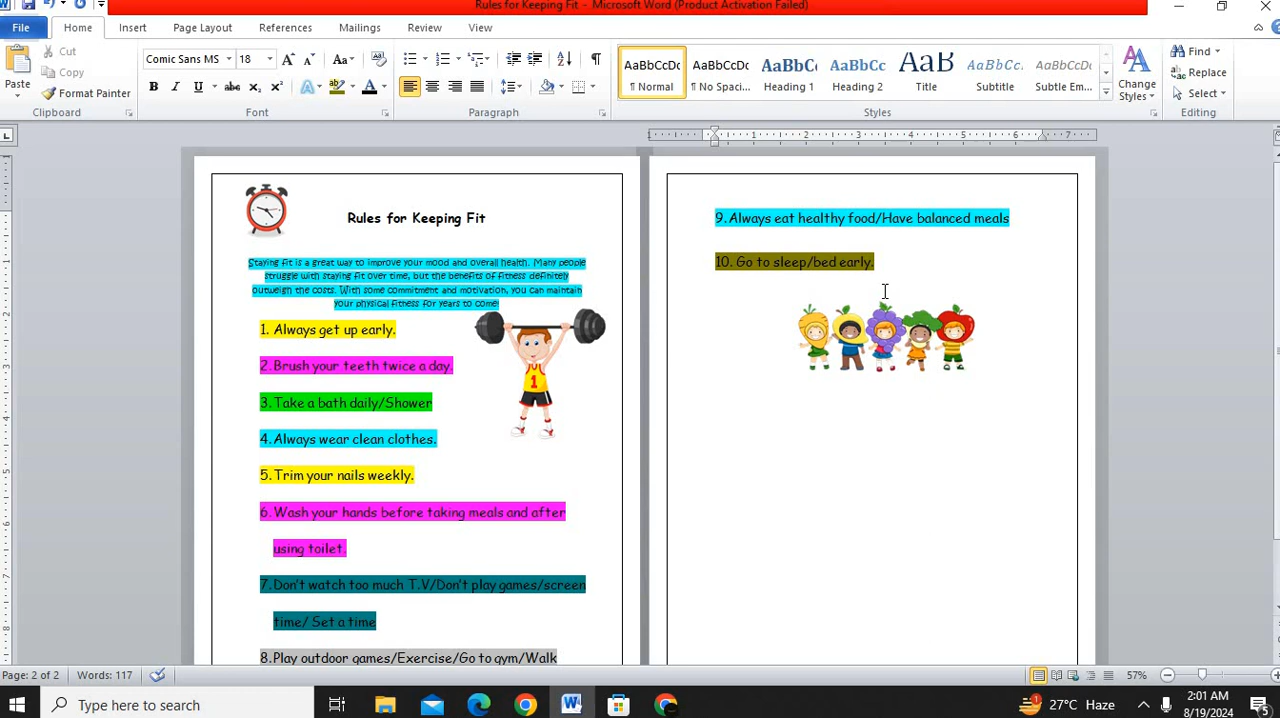 Rules for Keeping Fit - Microsoft Word (Product Activation Failed)
File Home Insert Page Layout References Mailings Review View
Cut
Copy
Format Painter
Paste
Clipboard
Comic Sans MS 18
Font
Paragraph
AaBbCcDc AaBbCcDc AaBbC AaBbCc AaB AaBbCc. AaBbCcDc
¶ Normal ¶ No Spaci... Heading 1 Heading 2 Title Subtitle Subtle Em...
Styles
Change
Styles
Find
Replace
Select
Editing
Rules for Keeping Fit
Staying fit is a great way to improve your mood and overall health. Many people
struggle with staying fit over time, but the benefits of fitness definitely
outweigh the costs. With some commitment and motivation, you can maintain
your physical fitness for years to come!
1. Always get up early.
2. Brush your teeth twice a day.
3. Take a bath daily/Shower
4. Always wear clean clothes.
5. Trim your nails weekly.
6. Wash your hands before taking meals and after
using toilet.
7. Don't watch too much T.V/Don't play games/screen
time/ Set a time
8.Play outdoor games/Exercise/Go to gym/Walk
9. Always eat healthy food/Have balanced meals
10. Go to sleep/bed early.
Page: 2 of 2 Words: 117 57%
Type here to search
27°C Haze
2:01 AM
8/19/2024
5